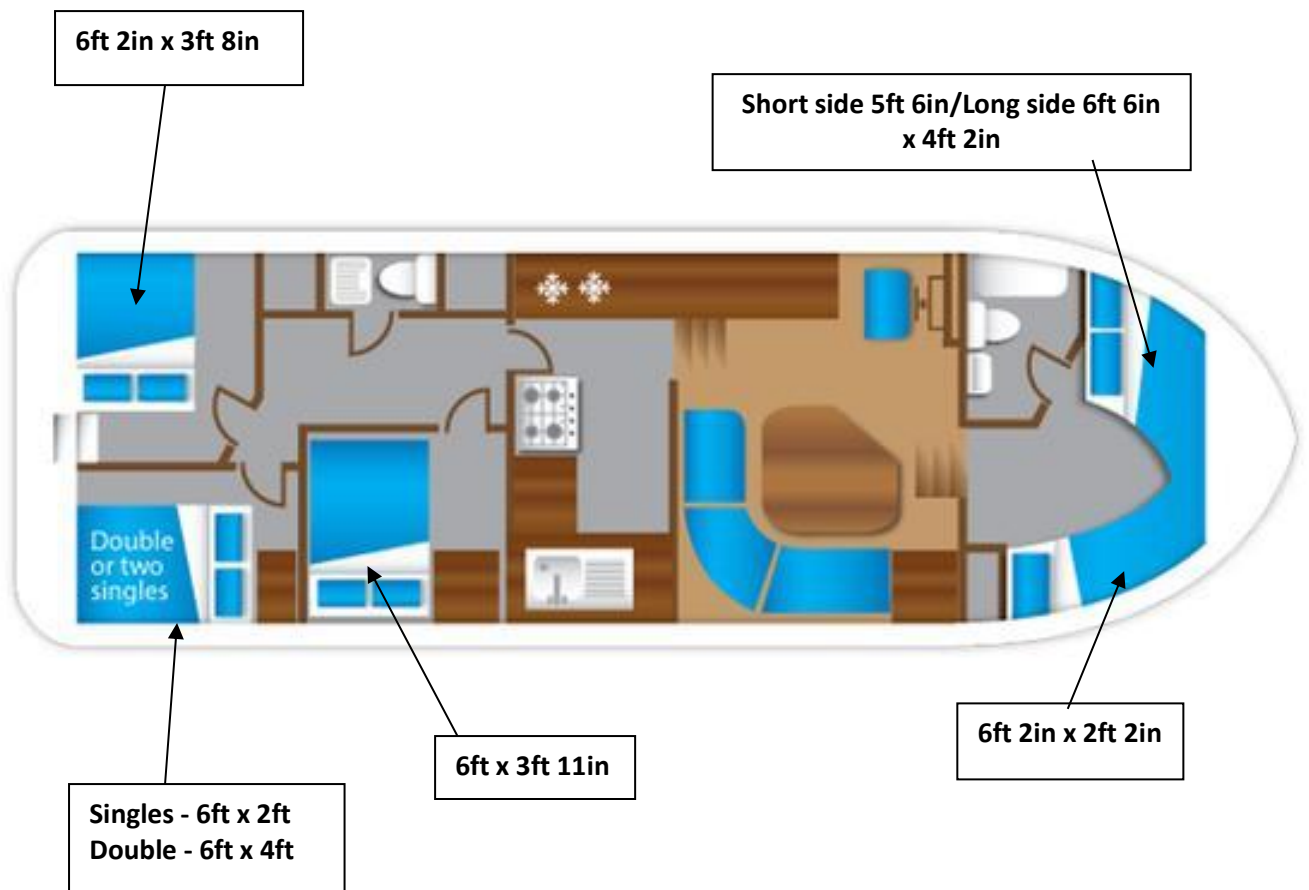 6ft 2in x 3ft 8in
Short side 5ft 6in/Long side 6ft 6in
x 4ft 2in
Double
or two
singles
6ft 2in x 2ft 2in
6ft x 3ft 11in
Singles - 6ft x 2ft
Double - 6ft x 4ft